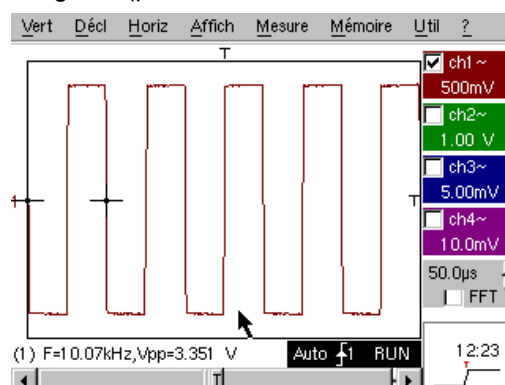 Vert Décl Horiz Affich Mesure Mémoire Util ?
T
ch1~
500mV
ch2~
1.00 V
ch3~
5.00mV
ch4~
10.0mV
1
T
50.0µs
FFT
(1) F=10.07kHz,Vpp=3.351 V Auto 1 RUN
12:23
T
T